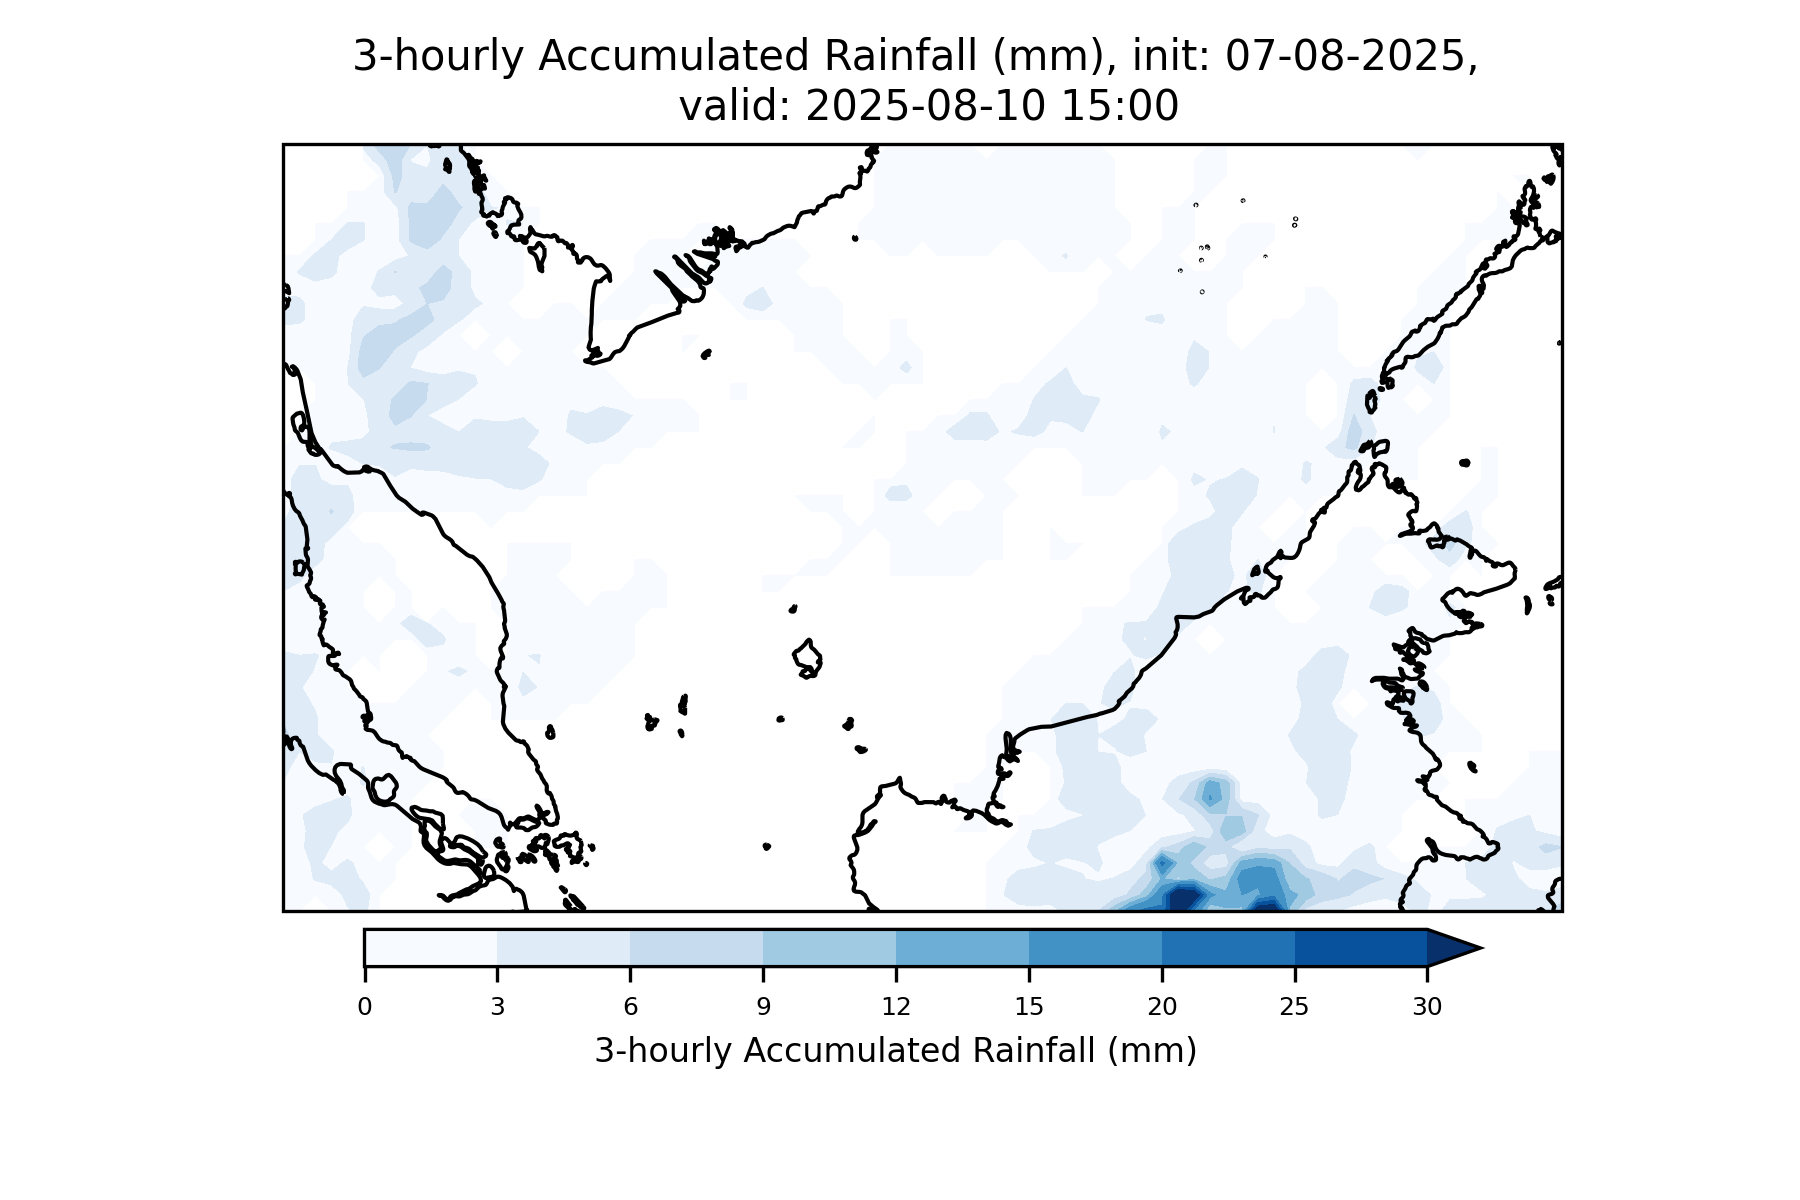 3-hourly Accumulated Rainfall (mm), init: 07-08-2025,
valid: 2025-08-10 15:00
0 3 6 9 12 15 20 25 30
3-hourly Accumulated Rainfall (mm)